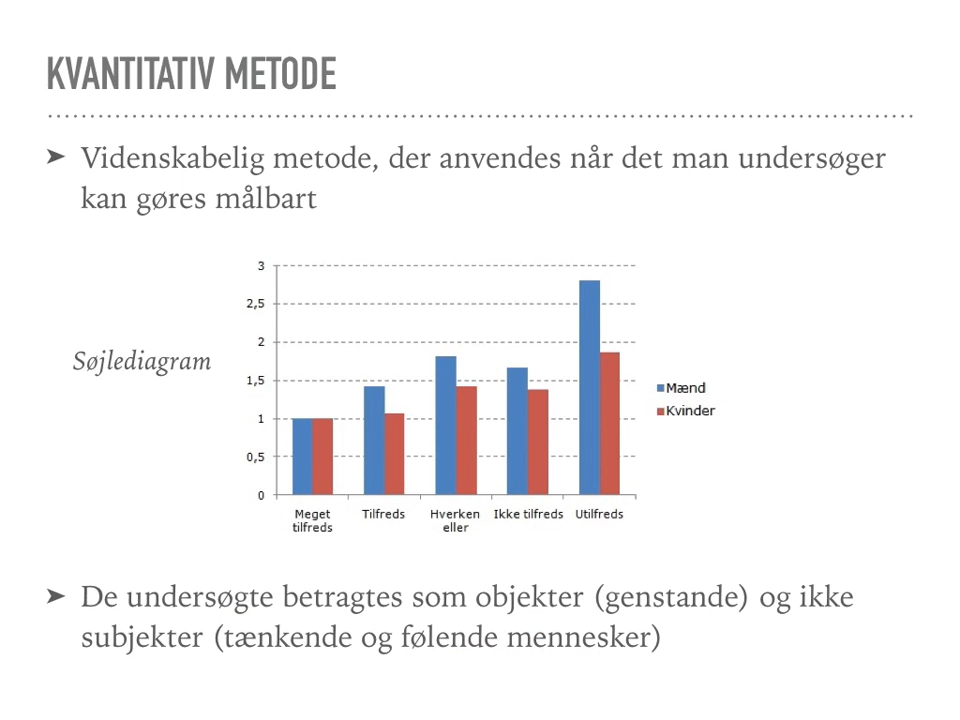 KVANTITATIV METODE
➤ Videnskabelig metode, der anvendes når det man undersøger
kan gøres målbart
Søjlediagram
3
2,5
2
1,5
1
0,5
0
Meget
tilfreds
Tilfreds
Hverken
eller
Ikke tilfreds
Utilfreds
Mænd
Kvinder
➤ De undersøgte betragtes som objekter (genstande) og ikke
subjekter (tænkende og følende mennesker)